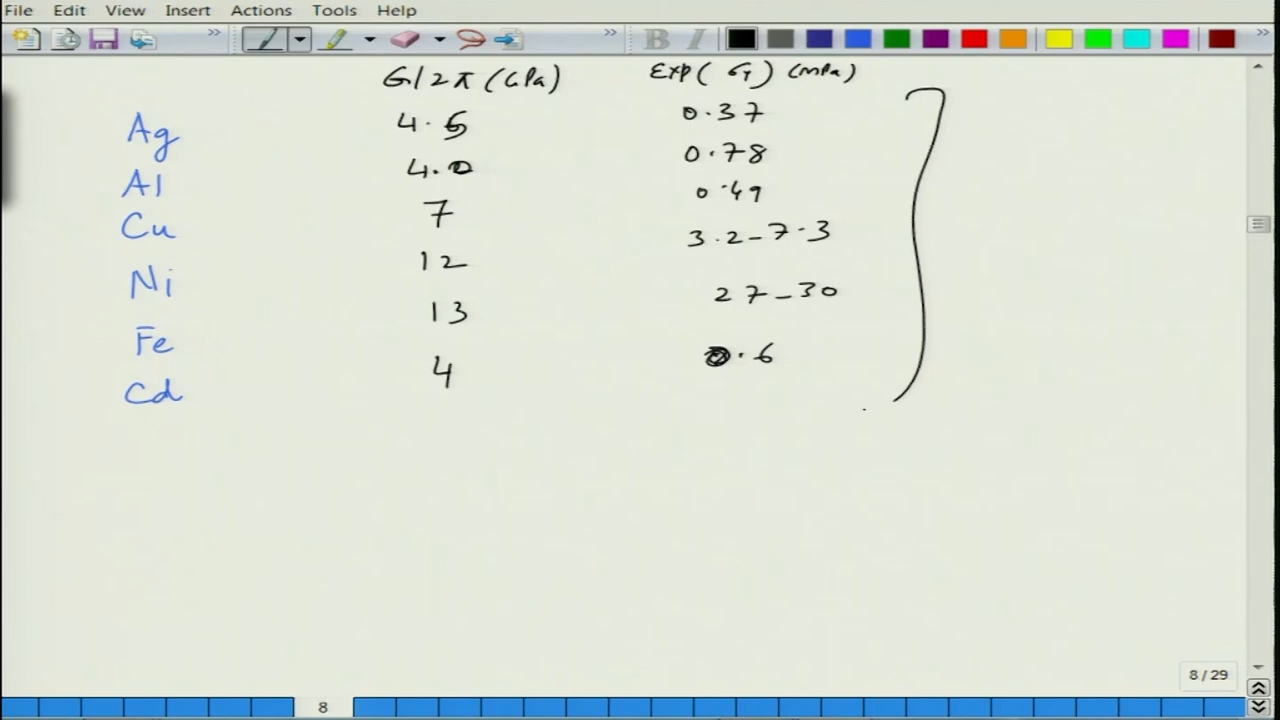 File Edit View Insert Actions Tools Help
B I
G/2π (GPa) Exp( σy) (MPa)
Ag 4.5 0.37
Al 4.0 0.78
Cu 7 0.49
Ni 12 3.2-7.3
Fe 13 27-30
Cd 4 0.6
8/29
8